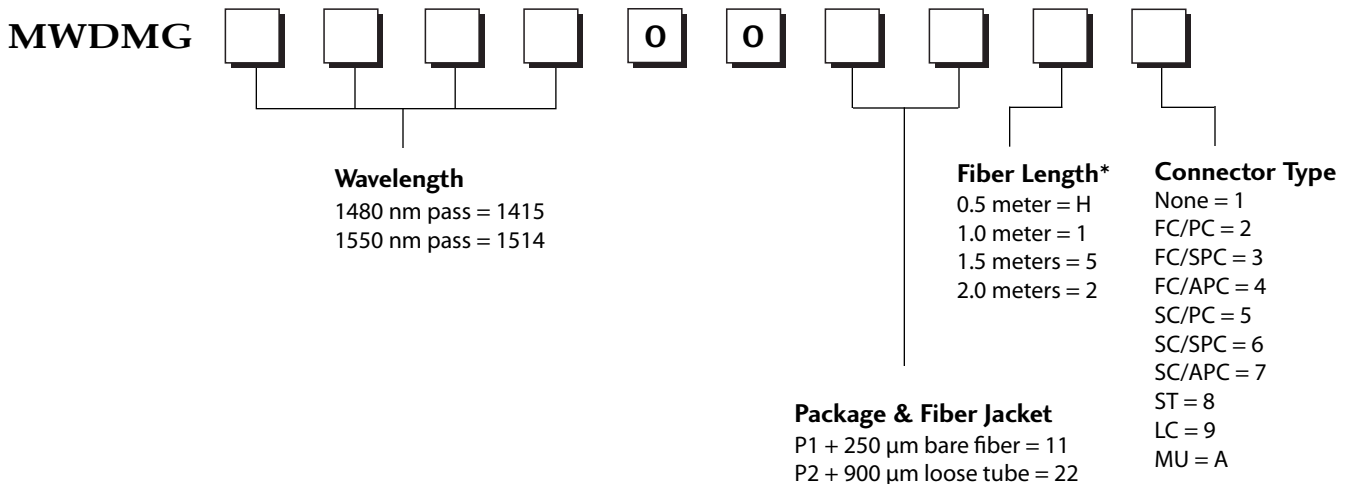 MWDMG 0 0
Wavelength
1480 nm pass = 1415
1550 nm pass = 1514
Package & Fiber Jacket
P1 + 250 µm bare fiber = 11
P2 + 900 µm loose tube = 22
Fiber Length*
0.5 meter = H
1.0 meter = 1
1.5 meters = 5
2.0 meters = 2
Connector Type
None = 1
FC/PC = 2
FC/SPC = 3
FC/APC = 4
SC/PC = 5
SC/SPC = 6
SC/APC = 7
ST = 8
LC = 9
MU = A